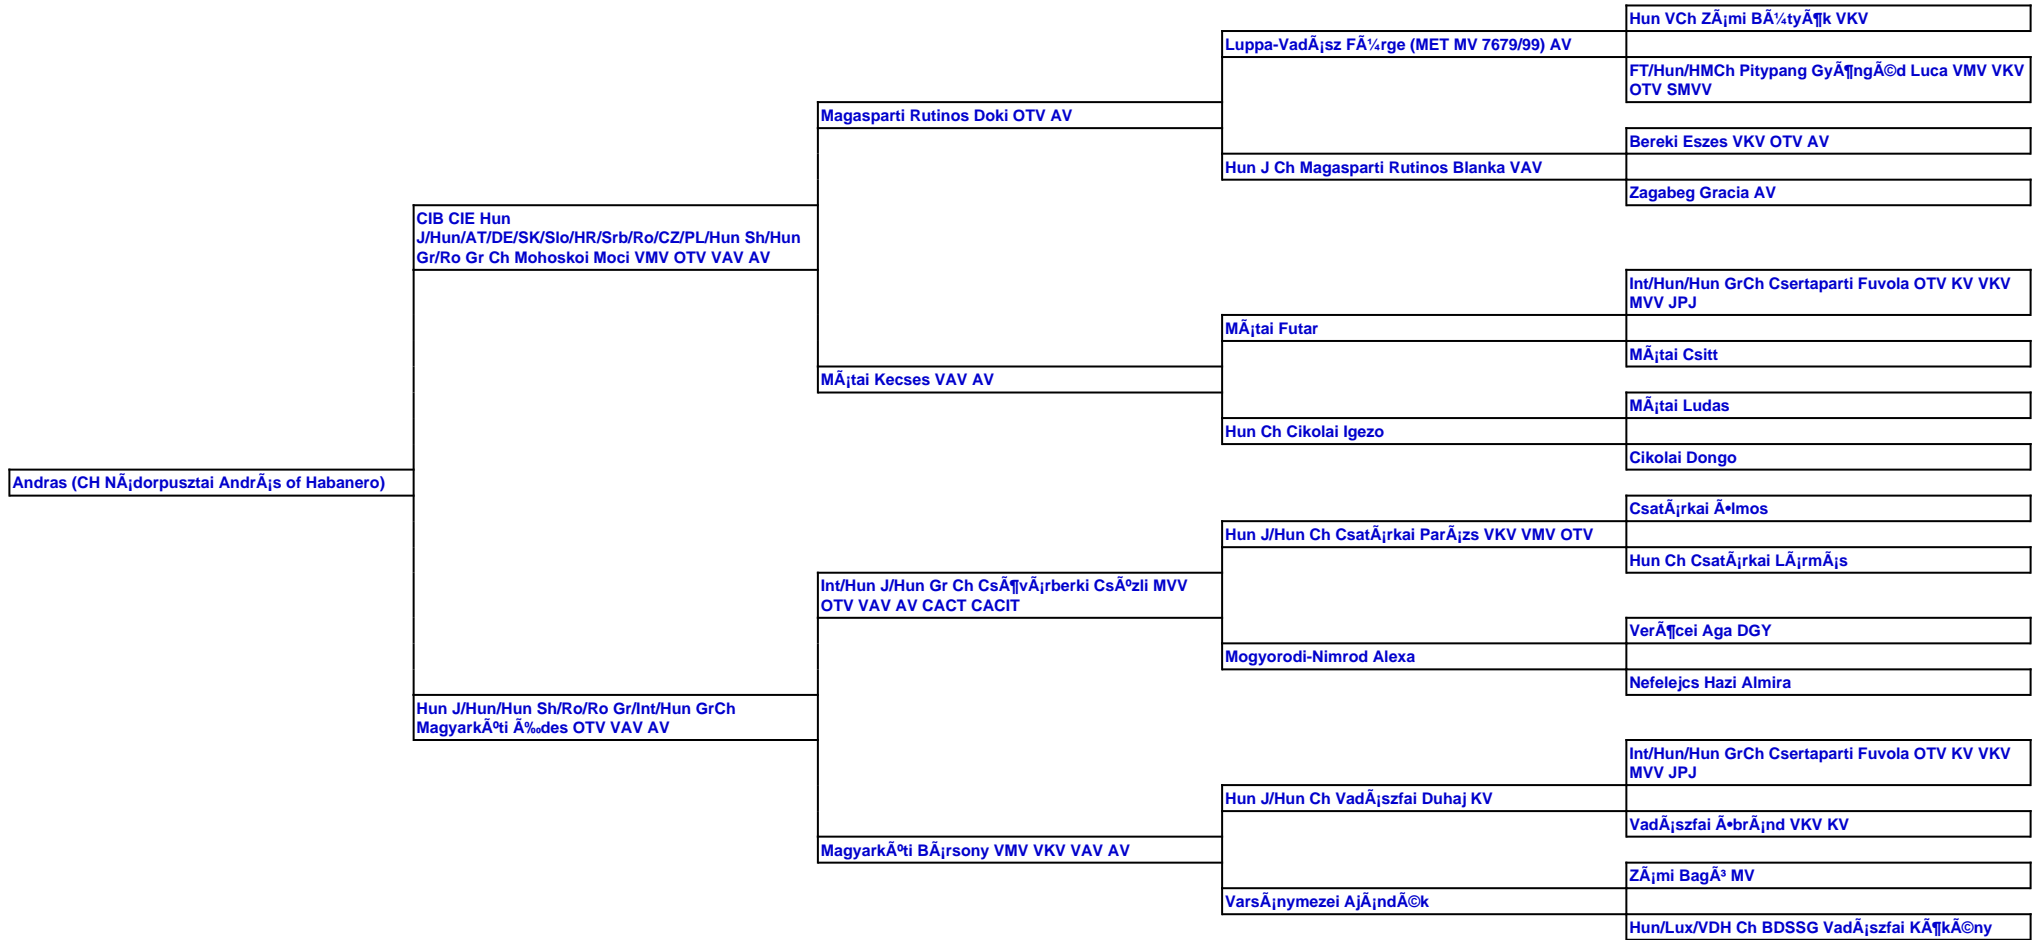 Hun VCh ZÃ¡mi BÃ¼tyÃ¶k VKV
Luppa-VadÃ¡sz FÃ¼rge (MET MV 7679/99) AV
FT/Hun/HMCh Pitypang GyÃ¶ngÃ©d Luca VMV VKV
OTV SMVV
Magasparti Rutinos Doki OTV AV
Bereki Eszes VKV OTV AV
Hun J Ch Magasparti Rutinos Blanka VAV
Zagabeg Gracia AV
CIB CIE Hun
J/Hun/AT/DE/SK/Slo/HR/Srb/Ro/CZ/PL/Hun Sh/Hun
Gr/Ro Gr Ch Mohoskoi Moci VMV OTV VAV AV
Int/Hun/Hun GrCh Csertaparti Fuvola OTV KV VKV
MVV JPJ
MÃ¡tai Futar
MÃ¡tai Csitt
MÃ¡tai Kecses VAV AV
MÃ¡tai Ludas
Hun Ch Cikolai Igezo
Cikolai Dongo
Andras (CH NÃ¡dorpusztai AndrÃ¡s of Habanero)
CsatÃ¡rkai Ã•lmos
Hun J/Hun Ch CsatÃ¡rkai ParÃ¡zs VKV VMV OTV
Hun Ch CsatÃ¡rkai LÃ¡rmÃ¡s
Int/Hun J/Hun Gr Ch CsÃ¶vÃ¡rberki CsÃºzli MVV
OTV VAV AV CACT CACIT
VerÃ¶cei Aga DGY
Mogyorodi-Nimrod Alexa
Nefelejcs Hazi Almira
Hun J/Hun/Hun Sh/Ro/Ro Gr/Int/Hun GrCh
MagyarkÃºti Ã‰des OTV VAV AV
Int/Hun/Hun GrCh Csertaparti Fuvola OTV KV VKV
MVV JPJ
Hun J/Hun Ch VadÃ¡szfai Duhaj KV
VadÃ¡szfai Ã•brÃ¡nd VKV KV
MagyarkÃºti BÃ¡rsony VMV VKV VAV AV
ZÃ¡mi BagÃ³ MV
VarsÃ¡nymezei AjÃ¡ndÃ©k
Hun/Lux/VDH Ch BDSSG VadÃ¡szfai KÃ¶kÃ©ny